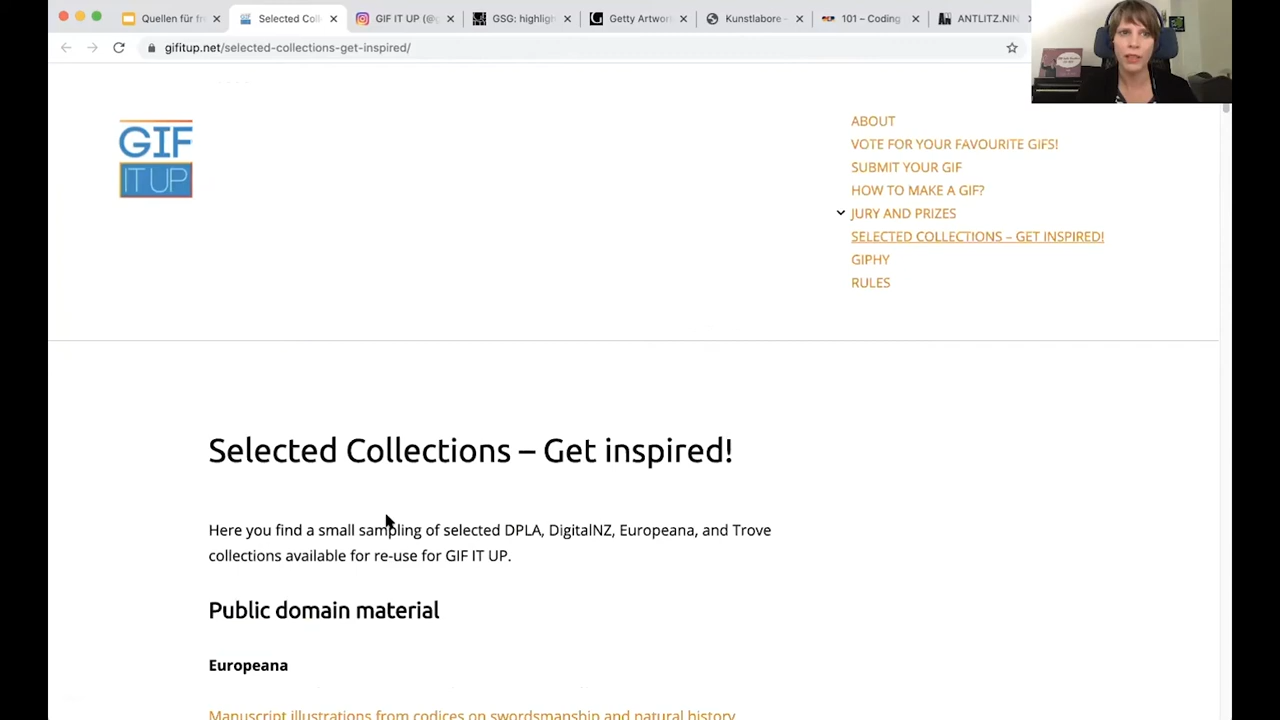 Quellen für fr
Selected Coll
GIF IT UP (@g
GSG: highlig
Getty Artwor
Kunstlabore -
101 – Coding
ANTLITZ.NIN
gifitup.net/selected-collections-get-inspired/
GIF
IT UP
ABOUT
VOTE FOR YOUR FAVOURITE GIFS!
SUBMIT YOUR GIF
HOW TO MAKE A GIF?
JURY AND PRIZES
SELECTED COLLECTIONS – GET INSPIRED!
GIPHY
RULES
Selected Collections – Get inspired!
Here you find a small sampling of selected DPLA, DigitalNZ, Europeana, and Trove
collections available for re-use for GIF IT UP.
Public domain material
Europeana
Manuscript illustrations from codices on swordsmanship and natural history